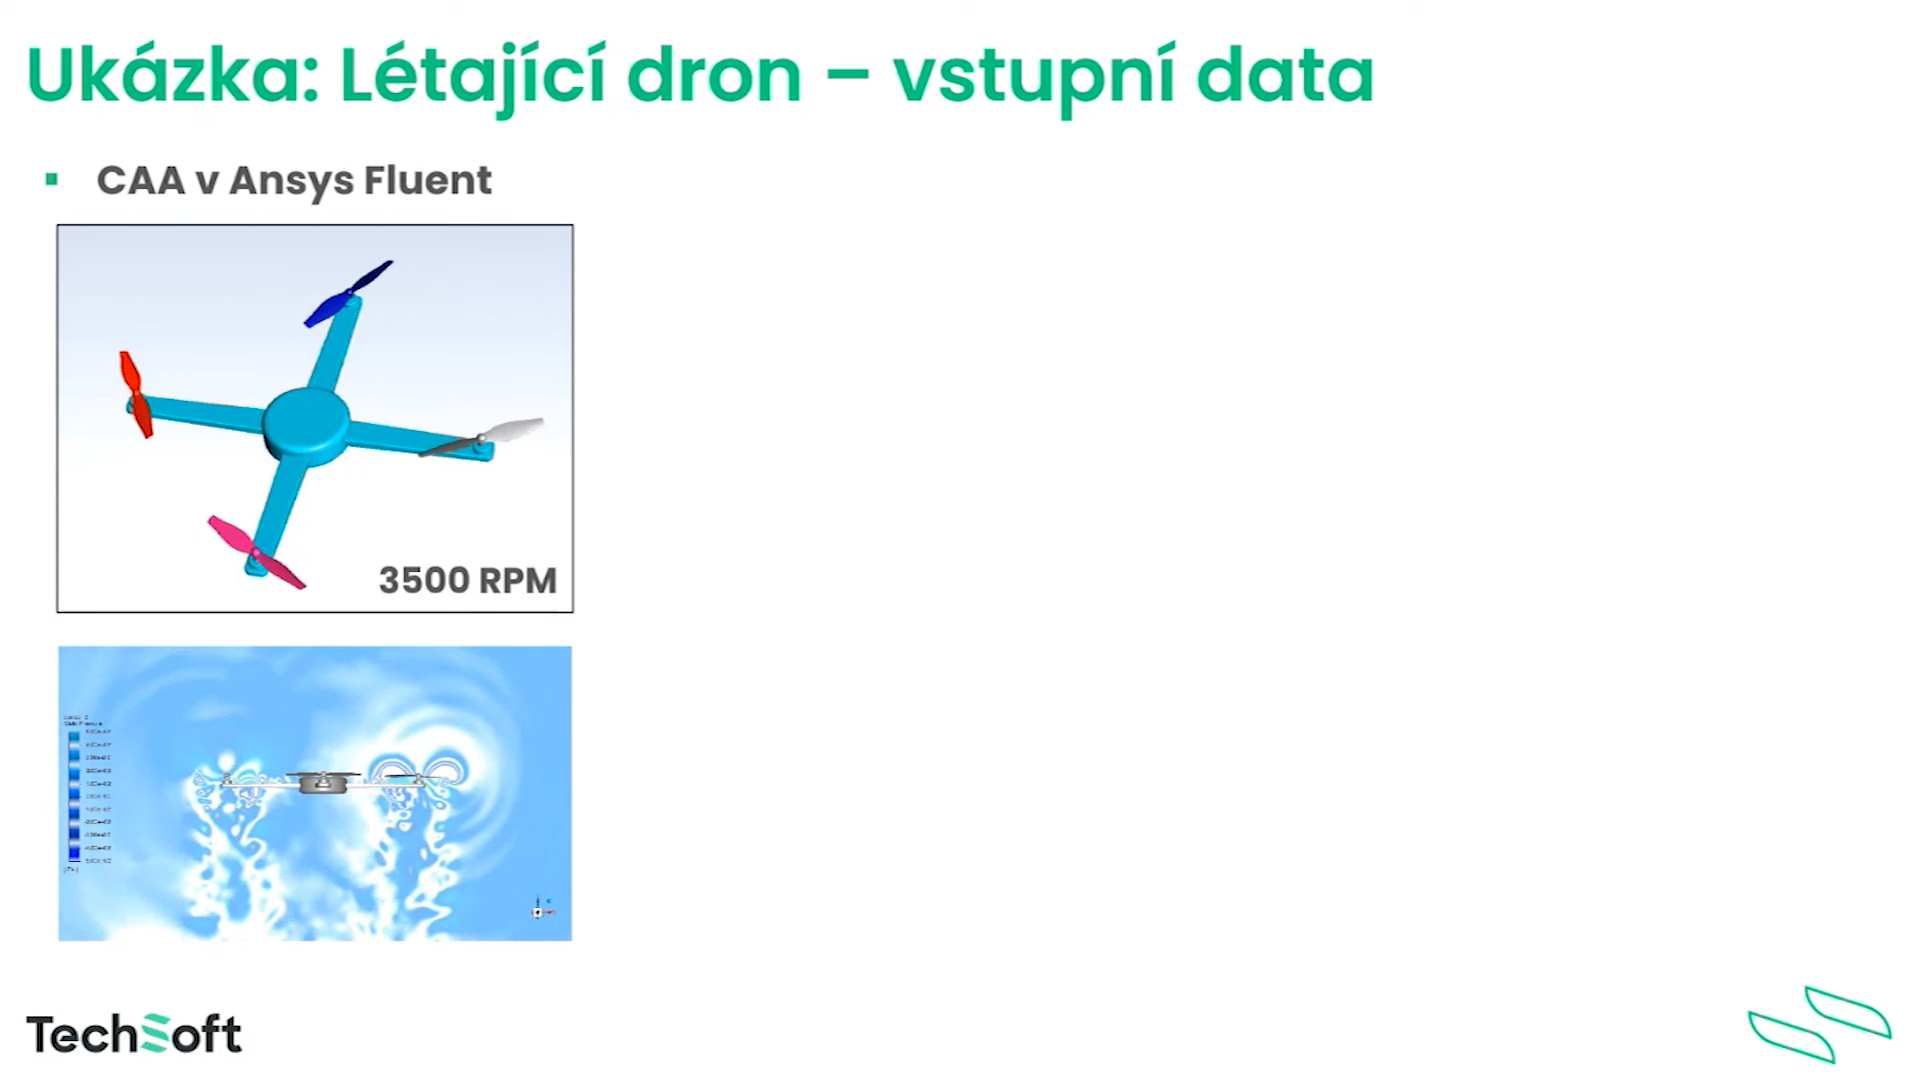 Ukázka: Létající dron – vstupní data
CAA v Ansys Fluent
3500 RPM
TechSoft